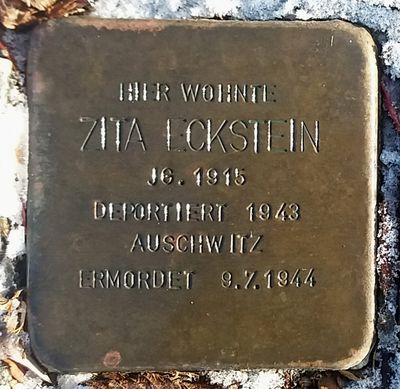 HIER WOHNTE
ZITA ECKSTEIN
JG. 1915
DEPORTIERT 1943
AUSCHWITZ
ERMORDET 9.7.1944